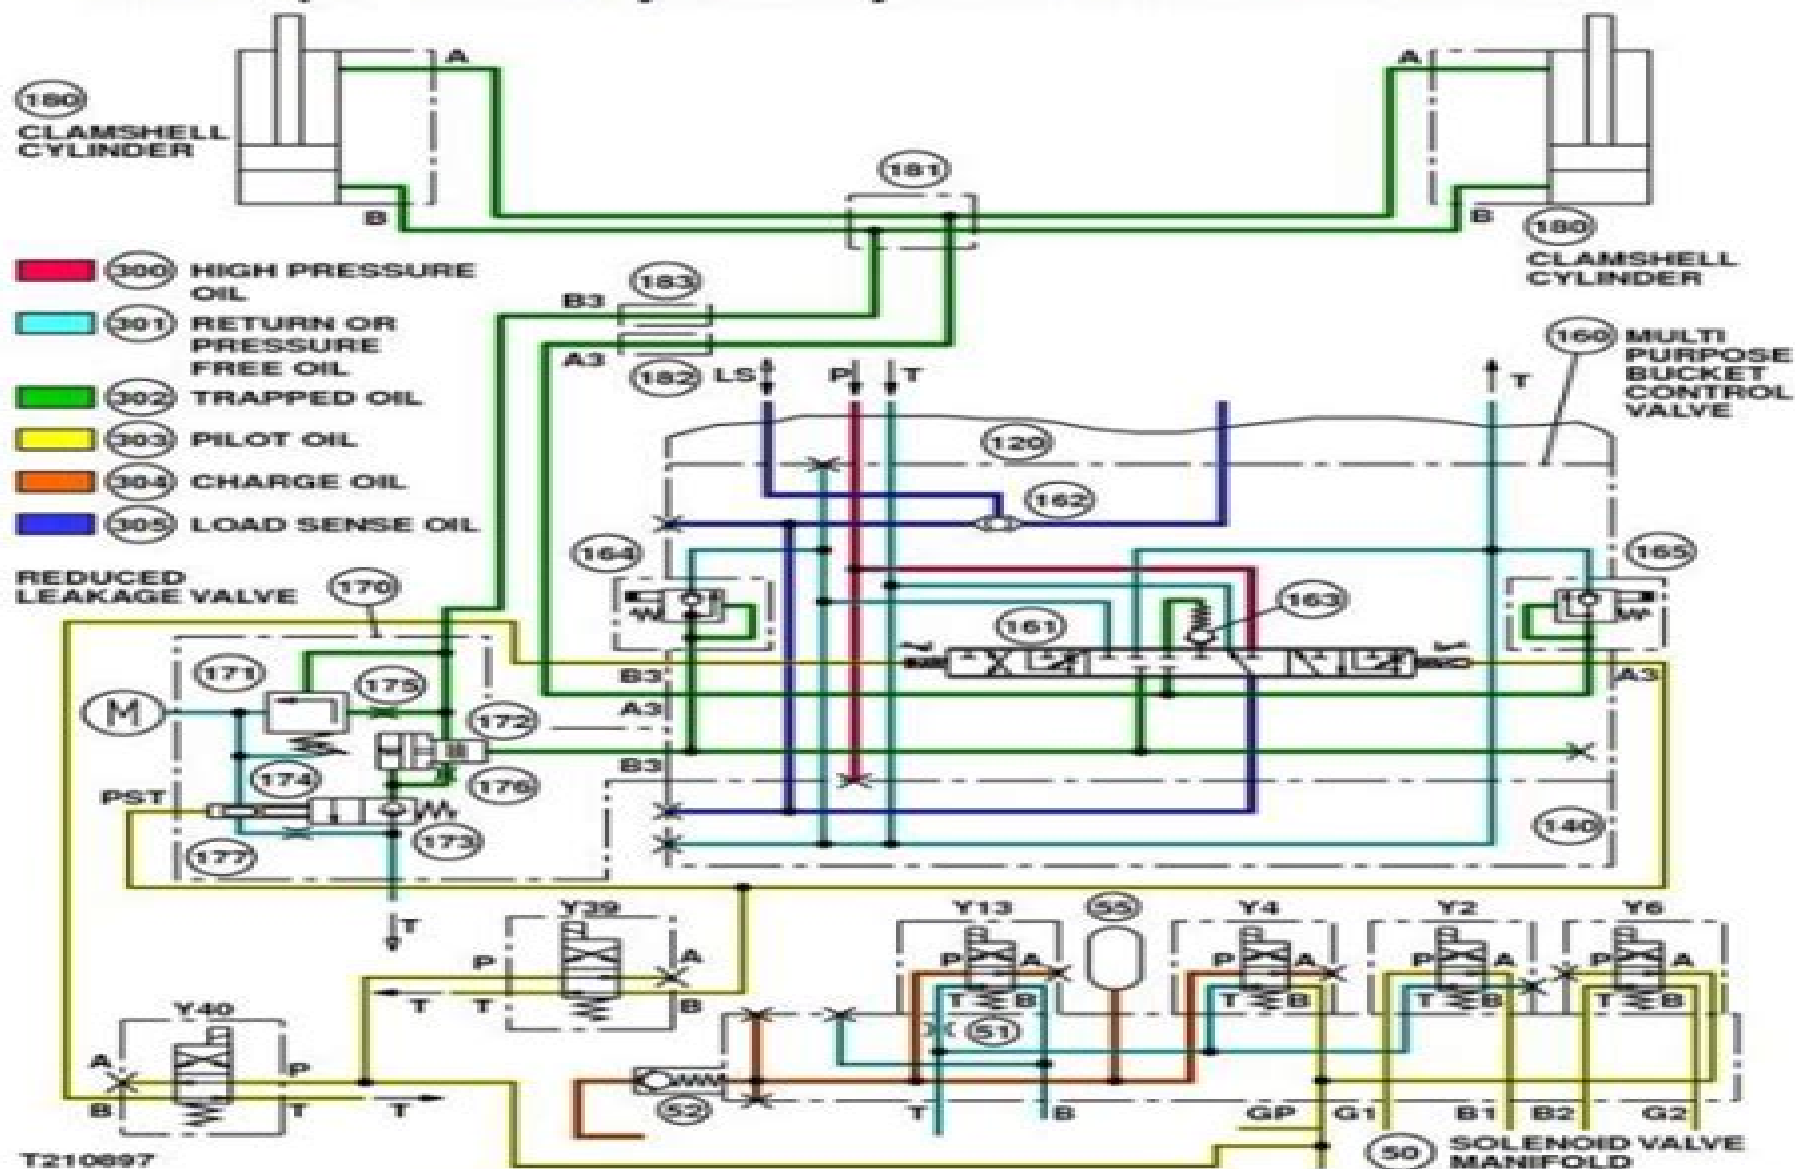 A
A
180
CLAMSHELL
CYLINDER
181
B
B
180
CLAMSHELL
CYLINDER
300 HIGH PRESSURE
OIL
301 RETURN OR
PRESSURE
FREE OIL
302 TRAPPED OIL
303 PILOT OIL
304 CHARGE OIL
305 LOAD SENSE OIL
183
B3
A3
182
LS
P
T
T
160 MULTI
PURPOSE
BUCKET
CONTROL
VALVE
120
162
164
165
REDUCED
LEAKAGE VALVE
170
163
161
171
175
B3
A3
M
172
A3
174
176
B3
PST
177
173
140
T
Y39
Y13
55
Y4
Y2
Y6
P
A
T
T
B
P
A
T
B
P
A
T
B
P
A
T
B
P
A
T
B
Y40
A
P
B
T
T
51
52
T
B
GP
G1
B1
B2
G2
50 SOLENOID VALVE
MANIFOLD
T210897